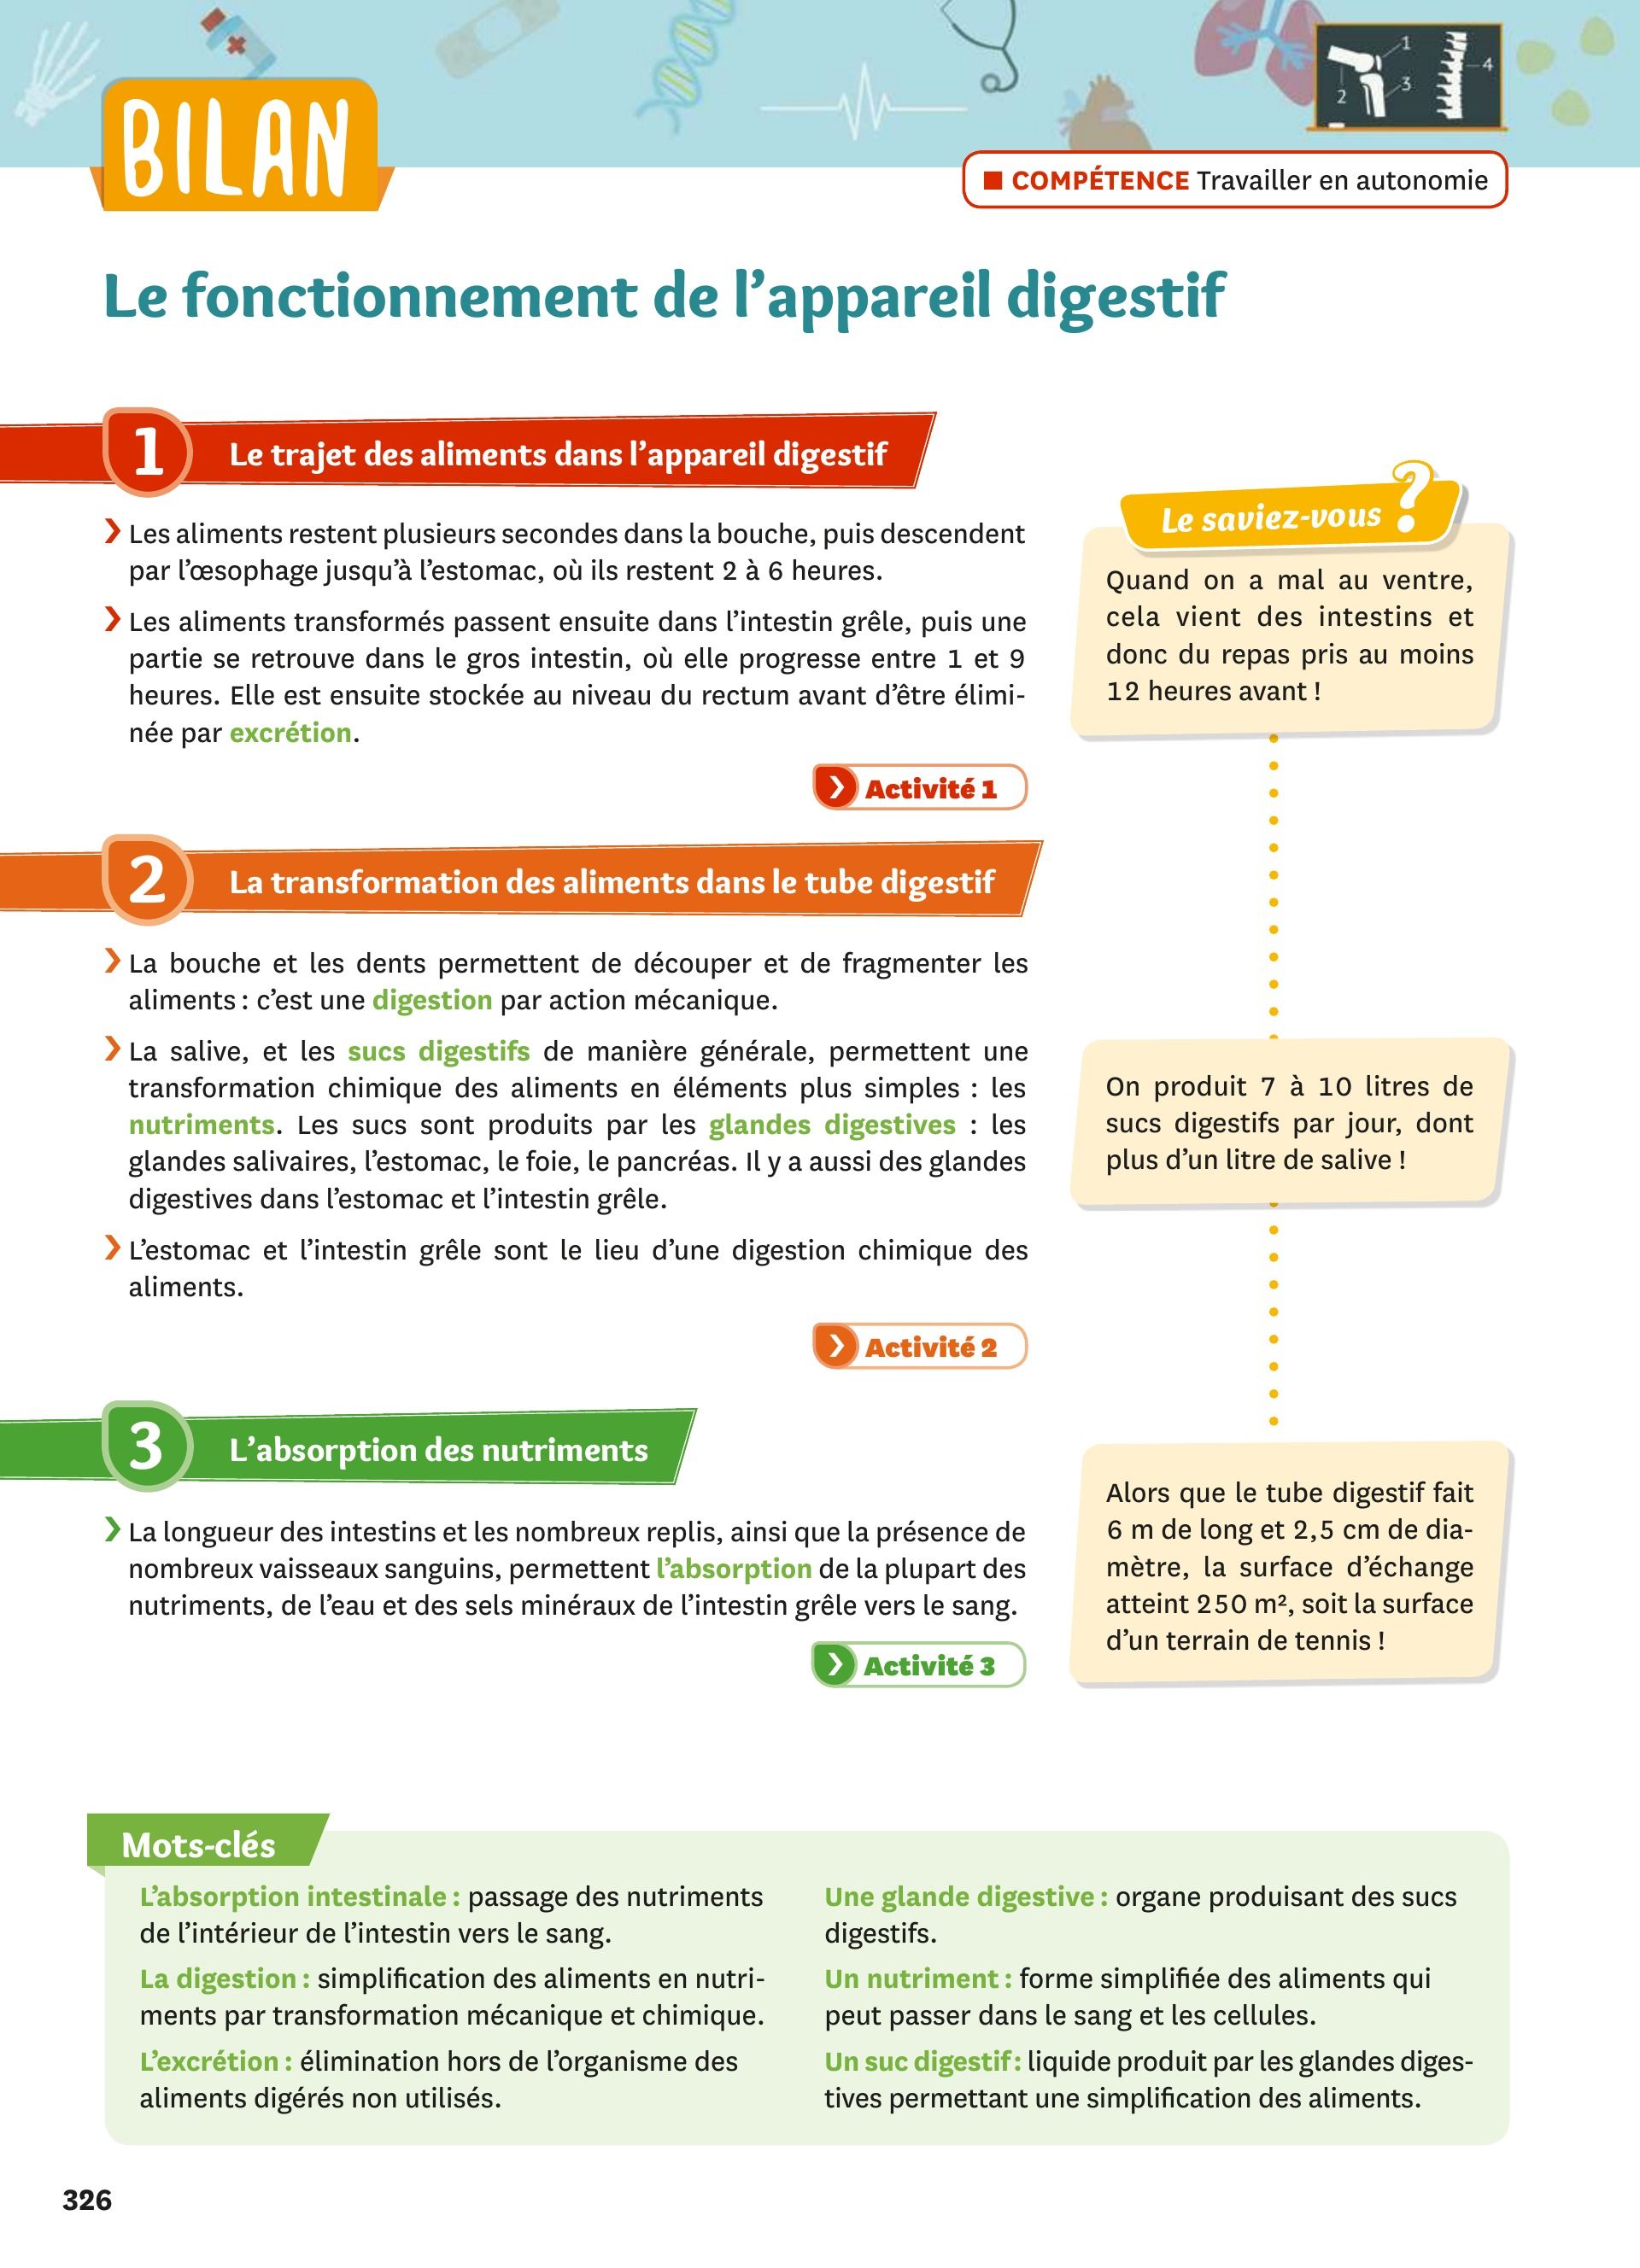 1
2
3
4
BILAN
COMPÉTENCE Travailler en autonomie
Le fonctionnement de l'appareil digestif
1 Le trajet des aliments dans l'appareil digestif
❯ Les aliments restent plusieurs secondes dans la bouche, puis descendent
par l'œsophage jusqu'à l'estomac, où ils restent 2 à 6 heures.
❯ Les aliments transformés passent ensuite dans l'intestin grêle, puis une
partie se retrouve dans le gros intestin, où elle progresse entre 1 et 9
heures. Elle est ensuite stockée au niveau du rectum avant d'être élimi-
née par excrétion.
❯ Activité 1
Le saviez-vous ?
Quand on a mal au ventre,
cela vient des intestins et
donc du repas pris au moins
12 heures avant !
2 La transformation des aliments dans le tube digestif
❯ La bouche et les dents permettent de découper et de fragmenter les
aliments : c'est une digestion par action mécanique.
❯ La salive, et les sucs digestifs de manière générale, permettent une
transformation chimique des aliments en éléments plus simples : les
nutriments. Les sucs sont produits par les glandes digestives : les
glandes salivaires, l'estomac, le foie, le pancréas. Il y a aussi des glandes
digestives dans l'estomac et l'intestin grêle.
❯ L'estomac et l'intestin grêle sont le lieu d'une digestion chimique des
aliments.
❯ Activité 2
On produit 7 à 10 litres de
sucs digestifs par jour, dont
plus d'un litre de salive !
3 L'absorption des nutriments
❯ La longueur des intestins et les nombreux replis, ainsi que la présence de
nombreux vaisseaux sanguins, permettent l'absorption de la plupart des
nutriments, de l'eau et des sels minéraux de l'intestin grêle vers le sang.
❯ Activité 3
Alors que le tube digestif fait
6 m de long et 2,5 cm de dia-
mètre, la surface d'échange
atteint 250 m², soit la surface
d'un terrain de tennis !
Mots-clés
L'absorption intestinale : passage des nutriments
de l'intérieur de l'intestin vers le sang.
La digestion : simplification des aliments en nutri-
ments par transformation mécanique et chimique.
L'excrétion : élimination hors de l'organisme des
aliments digérés non utilisés.
Une glande digestive : organe produisant des sucs
digestifs.
Un nutriment : forme simplifiée des aliments qui
peut passer dans le sang et les cellules.
Un suc digestif : liquide produit par les glandes diges-
tives permettant une simplification des aliments.
326